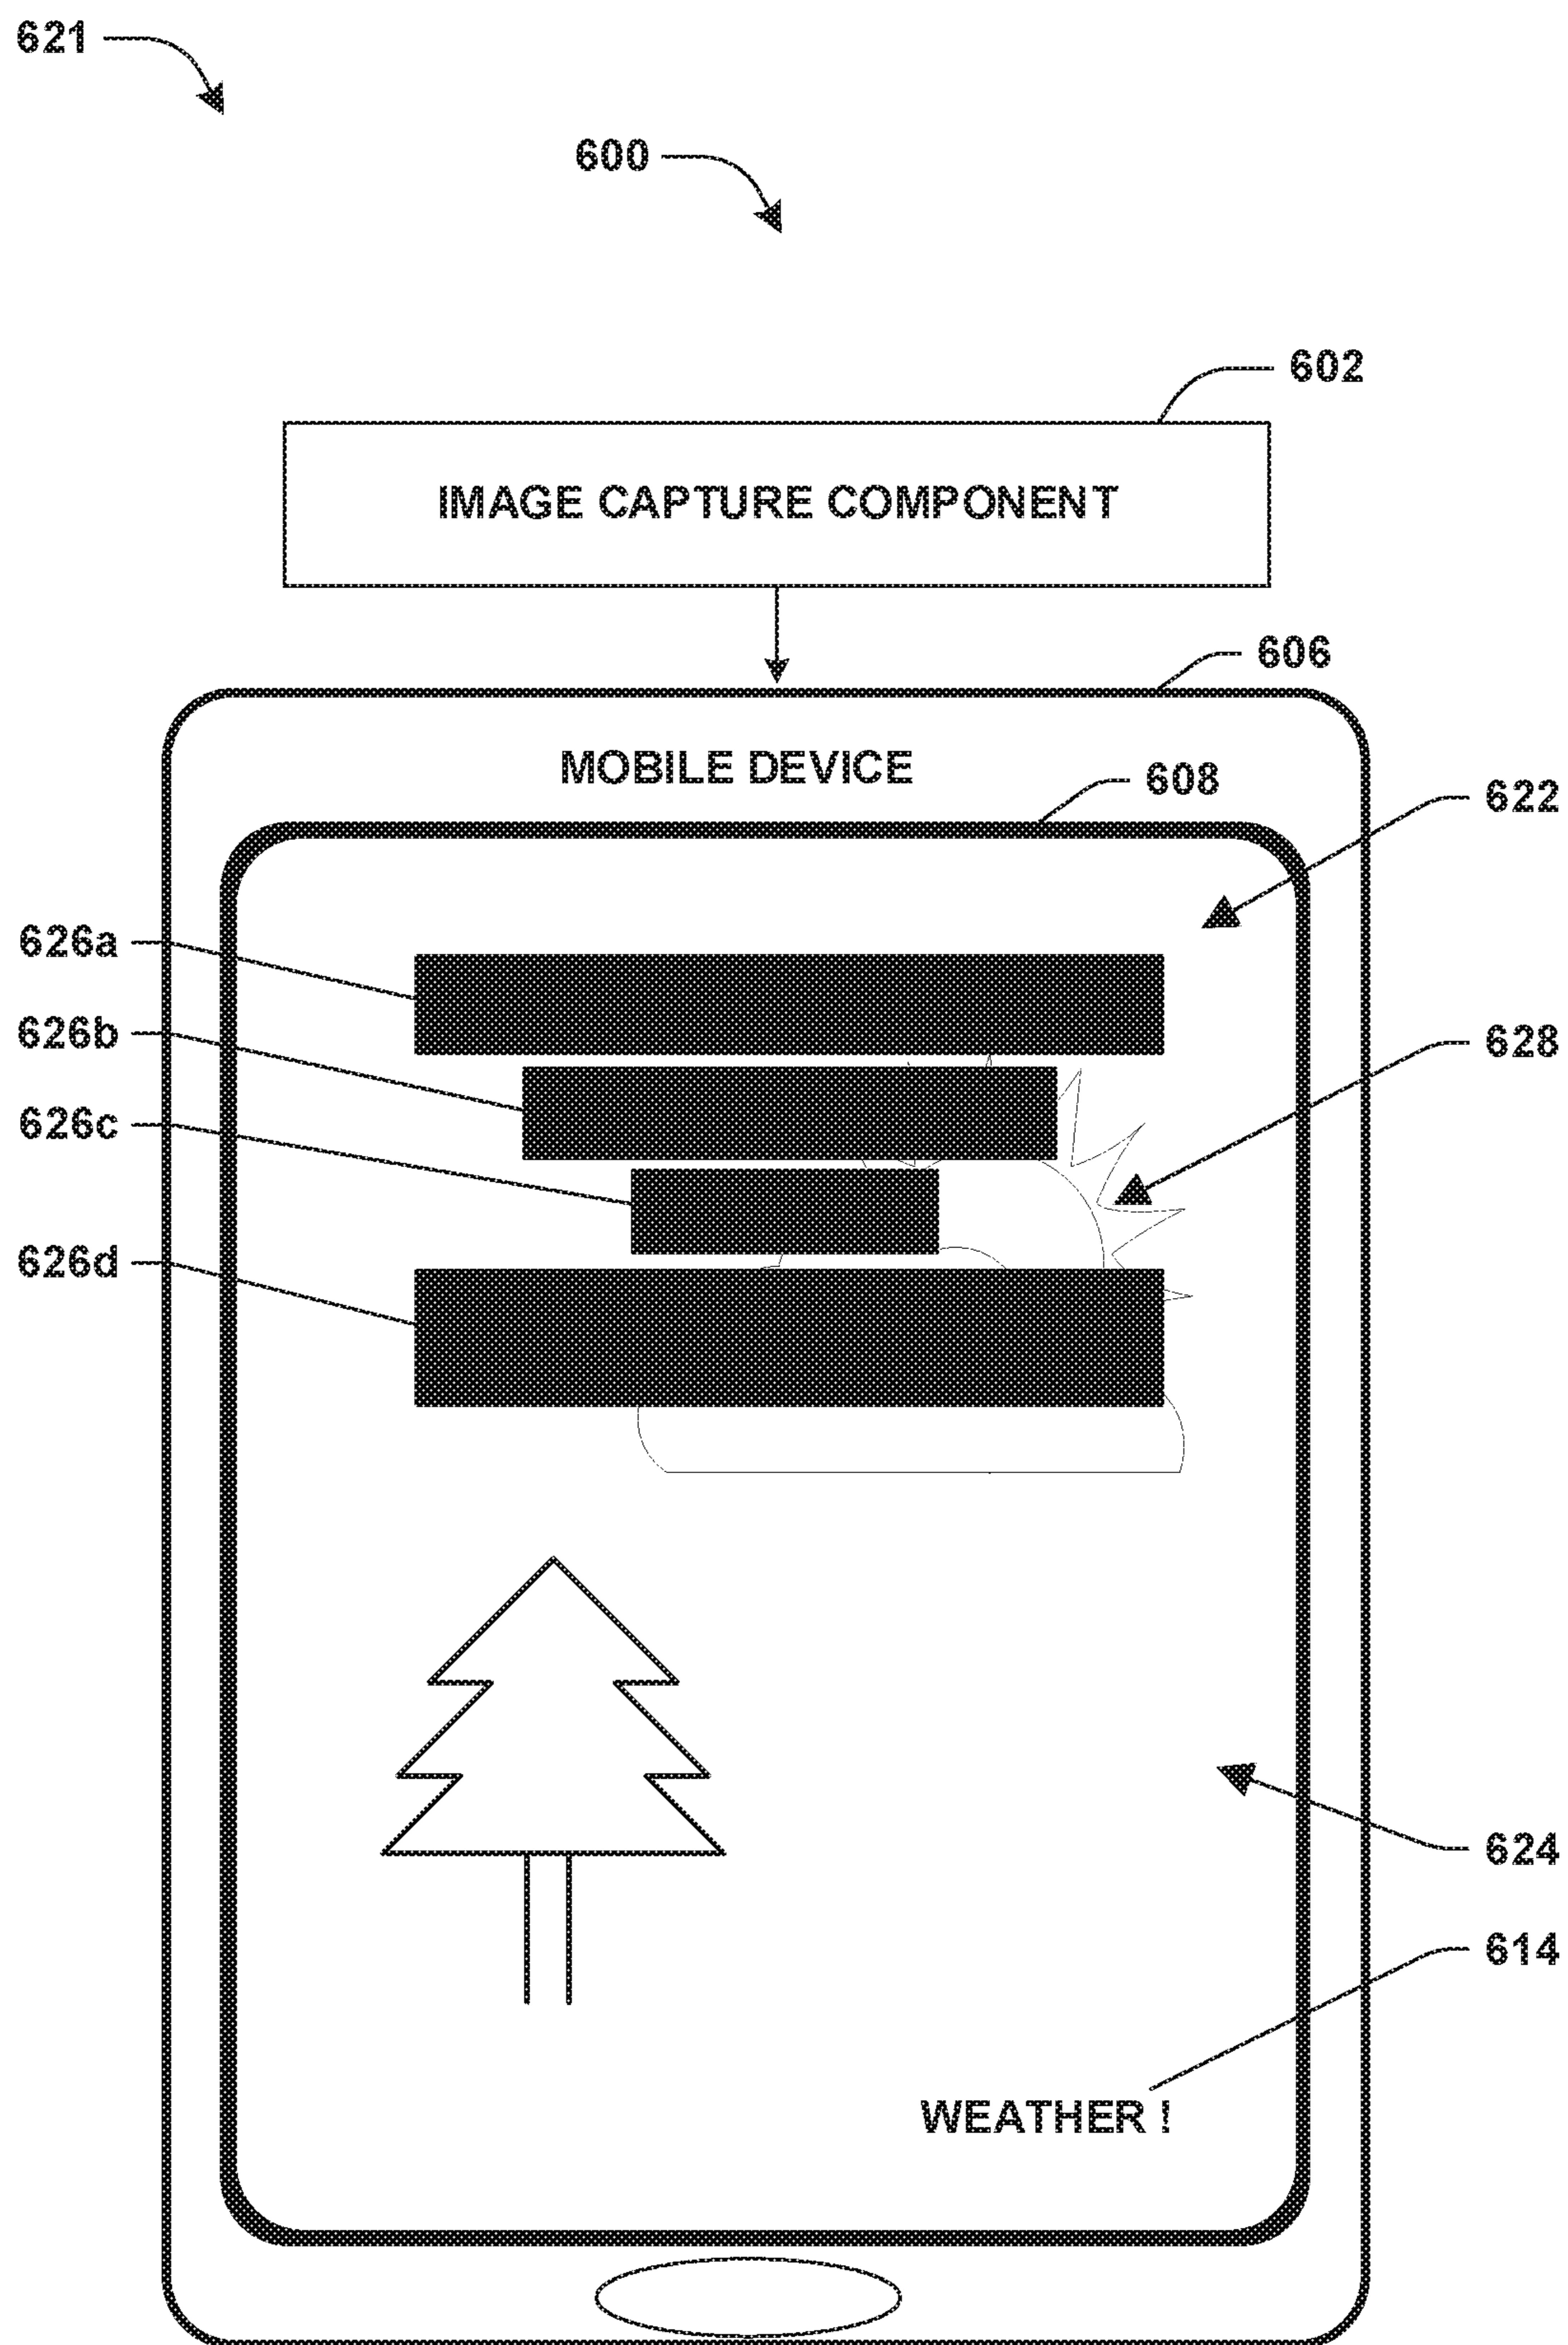 621
600
602
IMAGE CAPTURE COMPONENT
606
MOBILE DEVICE
608
622
626a
626b
628
626c
626d
624
614
WEATHER !